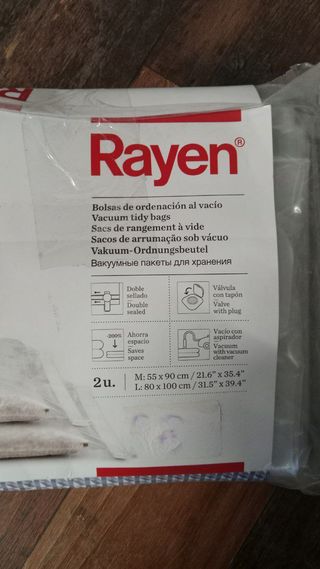 Rayen®
Bolsas de ordenación al vacío
Vacuum tidy bags
Sacs de rangement à vide
Sacos de arrumação sob vácuo
Vakuum-Ordnungsbeutel
Вакуумные пакеты для хранения
Doble
sellado
Double
sealed
Válvula
con tapón
Valve
with plug
-200%
Ahorra
espacio
Saves
space
Vacío con
aspirador
Vacuum
with vacuum
cleaner
2u.
M: 55 x 90 cm / 21.6" x 35.4"
L: 80 x 100 cm / 31.5" x 39.4"